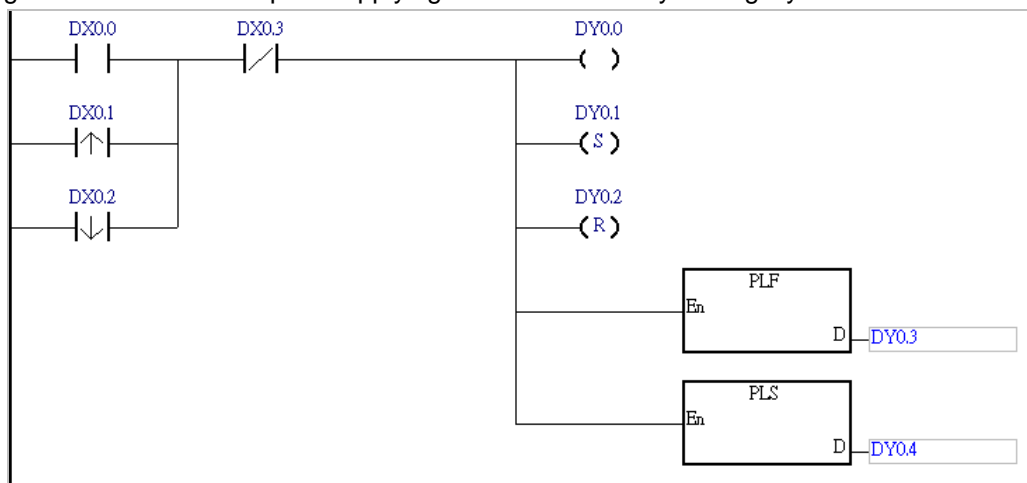 DX0.0 DX0.3 DY0.0
DX0.1 DY0.1
S
DX0.2 DY0.2
R
PLF
En
D DY0.3
PLS
En
D DY0.4